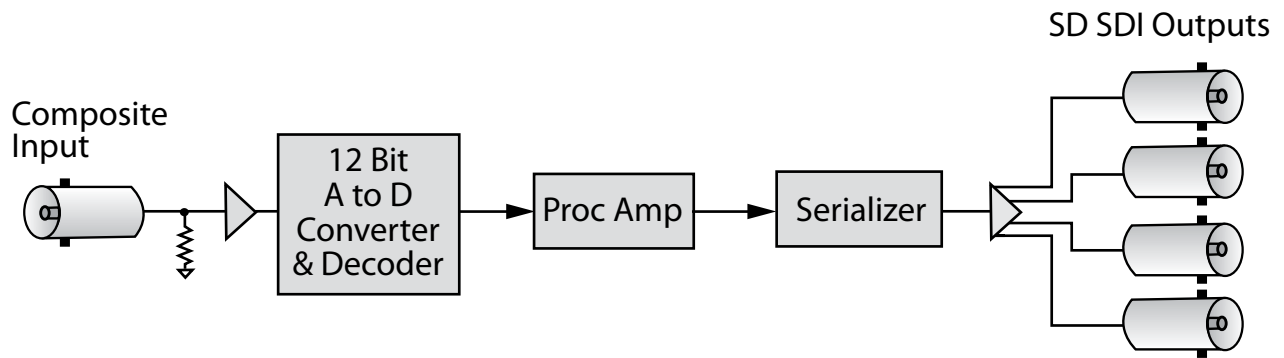 SD SDI Outputs
Composite
Input
12 Bit
A to D
Converter
& Decoder
Proc Amp
Serializer